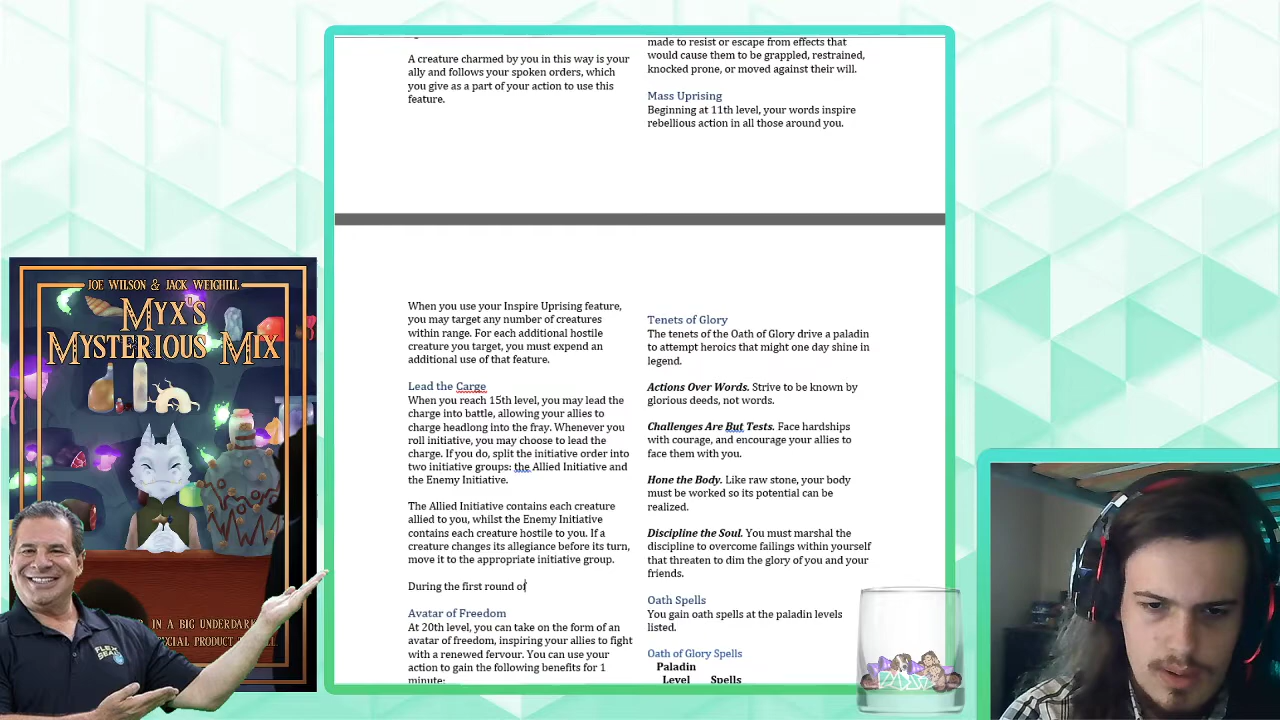 A creature charmed by you in this way is your
ally and follows your spoken orders, which
you give as a part of your action to use this
feature.
made to resist or escape from effects that
would cause them to be grappled, restrained,
knocked prone, or moved against their will.
Mass Uprising
Beginning at 11th level, your words inspire
rebellious action in all those around you.
When you use your Inspire Uprising feature,
you may target any number of creatures
within range. For each additional hostile
creature you target, you must expend an
additional use of that feature.
Lead the Carge
When you reach 15th level, you may lead the
charge into battle, allowing your allies to
charge headlong into the fray. Whenever you
roll initiative, you may choose to lead the
charge. If you do, split the initiative order into
two initiative groups: the Allied Initiative and
the Enemy Initiative.
The Allied Initiative contains each creature
allied to you, whilst the Enemy Initiative
contains each creature hostile to you. If a
creature changes its allegiance before its turn,
move it to the appropriate initiative group.
During the first round of
Avatar of Freedom
At 20th level, you can take on the form of an
avatar of freedom, inspiring your allies to fight
with a renewed fervour. You can use your
action to gain the following benefits for 1
minute:
Tenets of Glory
The tenets of the Oath of Glory drive a paladin
to attempt heroics that might one day shine in
legend.
Actions Over Words. Strive to be known by
glorious deeds, not words.
Challenges Are But Tests. Face hardships
with courage, and encourage your allies to
face them with you.
Hone the Body. Like raw stone, your body
must be worked so its potential can be
realized.
Discipline the Soul. You must marshal the
discipline to overcome failings within yourself
that threaten to dim the glory of you and your
friends.
Oath Spells
You gain oath spells at the paladin levels
listed.
Oath of Glory Spells
Paladin
Level Spells
JOE WILSON & JACK WEIGHILL
MYX'S
MYSTERIOUS MIX
IN A BIG UNDERDAR
PRODUCT
FLEX
SEAL